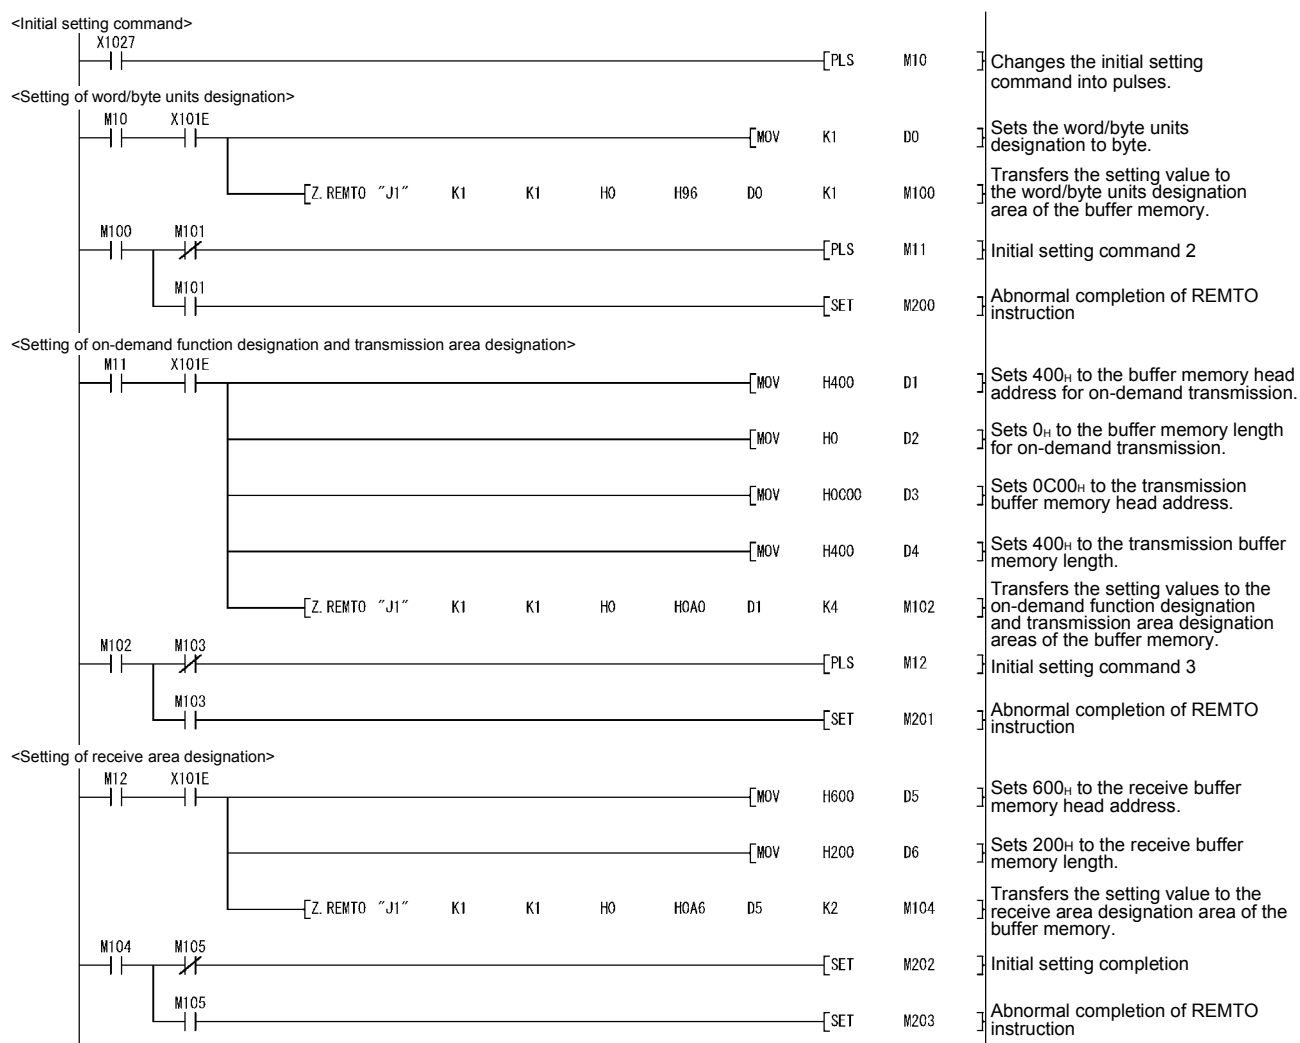 <Initial setting command>
X1027
PLS M10
Changes the initial setting
command into pulses.
<Setting of word/byte units designation>
M10 X101E
MOV K1 D0
Sets the word/byte units
designation to byte.
Z.REMTO "J1" K1 K1 H0 H96 D0 K1 M100
Transfers the setting value to
the word/byte units designation
area of the buffer memory.
M100 M101
PLS M11
Initial setting command 2
M101
SET M200
Abnormal completion of REMTO
instruction
<Setting of on-demand function designation and transmission area designation>
M11 X101E
MOV H400 D1
Sets 400H to the buffer memory head
address for on-demand transmission.
MOV H0 D2
Sets 0H to the buffer memory length
for on-demand transmission.
MOV H0C00 D3
Sets 0C00H to the transmission
buffer memory head address.
MOV H400 D4
Sets 400H to the transmission buffer
memory length.
Z.REMTO "J1" K1 K1 H0 H0A0 D1 K4 M102
Transfers the setting values to the
on-demand function designation
and transmission area designation
areas of the buffer memory.
M102 M103
PLS M12
Initial setting command 3
M103
SET M201
Abnormal completion of REMTO
instruction
<Setting of receive area designation>
M12 X101E
MOV H600 D5
Sets 600H to the receive buffer
memory head address.
MOV H200 D6
Sets 200H to the receive buffer
memory length.
Z.REMTO "J1" K1 K1 H0 H0A6 D5 K2 M104
Transfers the setting value to the
receive area designation area of the
buffer memory.
M104 M105
SET M202
Initial setting completion
M105
SET M203
Abnormal completion of REMTO
instruction